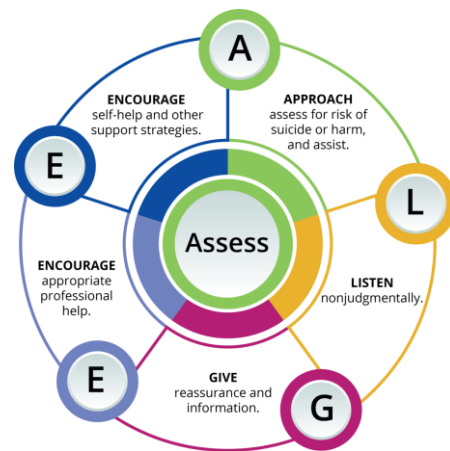 A
APPROACH
assess for risk of
suicide or harm,
and assist.
L
LISTEN
nonjudgmentally.
G
GIVE
reassurance and
information.
E
ENCOURAGE
appropriate
professional
help.
E
ENCOURAGE
self-help and other
support strategies.
Assess